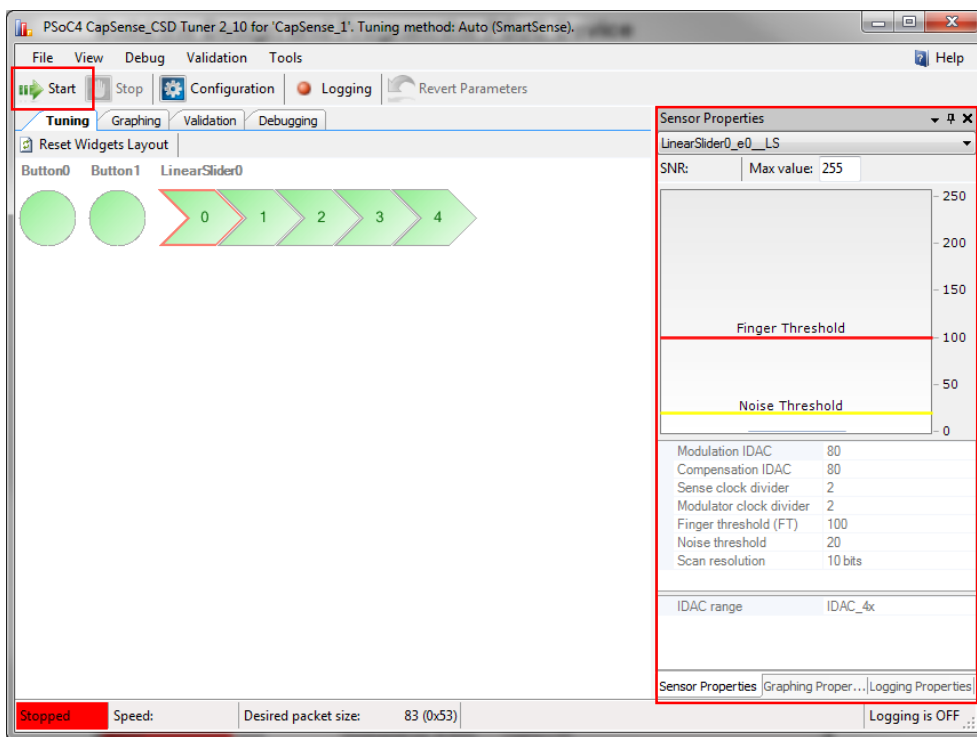 PSoC4 CapSense_CSD Tuner 2_10 for 'CapSense_1'. Tuning method: Auto (SmartSense).
File View Debug Validation Tools Help
Start Stop Configuration Logging Revert Parameters
Tuning Graphing Validation Debugging
Reset Widgets Layout
Button0 Button1 LinearSlider0
0 1 2 3 4
Sensor Properties
LinearSlider0_e0__LS
SNR: Max value: 255
250
200
150
Finger Threshold
100
50
Noise Threshold
0
Modulation IDAC 80
Compensation IDAC 80
Sense clock divider 2
Modulator clock divider 2
Finger threshold (FT) 100
Noise threshold 20
Scan resolution 10 bits
IDAC range IDAC_4x
Sensor Properties Graphing Proper... Logging Properties
Stopped Speed: Desired packet size: 83 (0x53) Logging is OFF